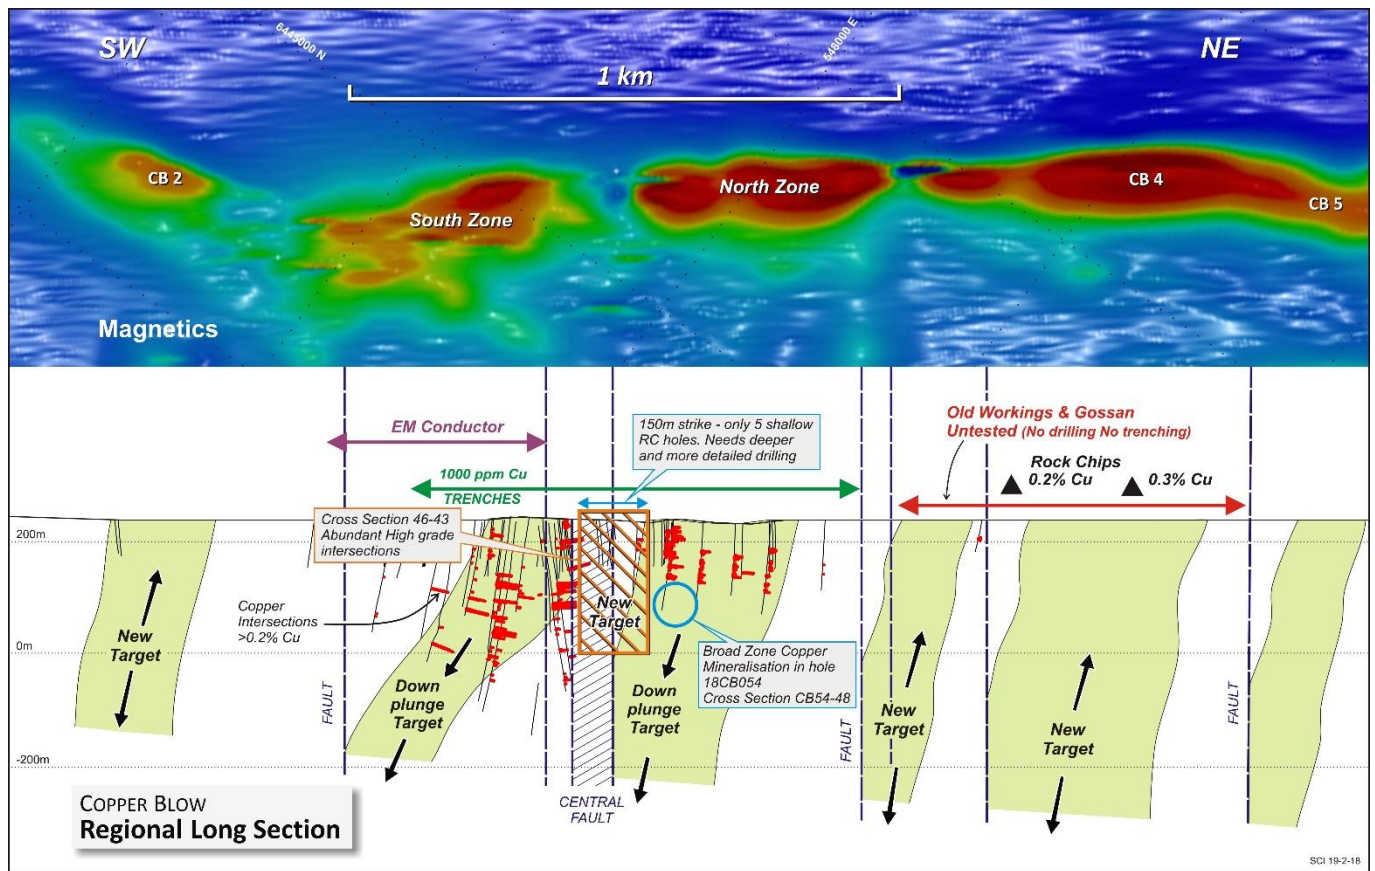 SW
6445000 N
1 km
548000 E
NE
CB 2
South Zone
North Zone
CB 4
CB 5
Magnetics
EM Conductor
1000 ppm Cu
TRENCHES
150m strike - only 5 shallow
RC holes. Needs deeper
and more detailed drilling
Old Workings & Gossan
Untested (No drilling No trenching)
Rock Chips
0.2% Cu
0.3% Cu
Cross Section 46-43
Abundant High grade
intersections
200m
0m
-200m
Copper
Intersections
>0.2% Cu
New
Target
FAULT
Down
plunge
Target
New
Target
CENTRAL
FAULT
Down
plunge
Target
Broad Zone Copper
Mineralisation in hole
18CB054
Cross Section CB54-48
FAULT
New
Target
New
Target
FAULT
COPPER BLOW
Regional Long Section
SCI 19-2-18